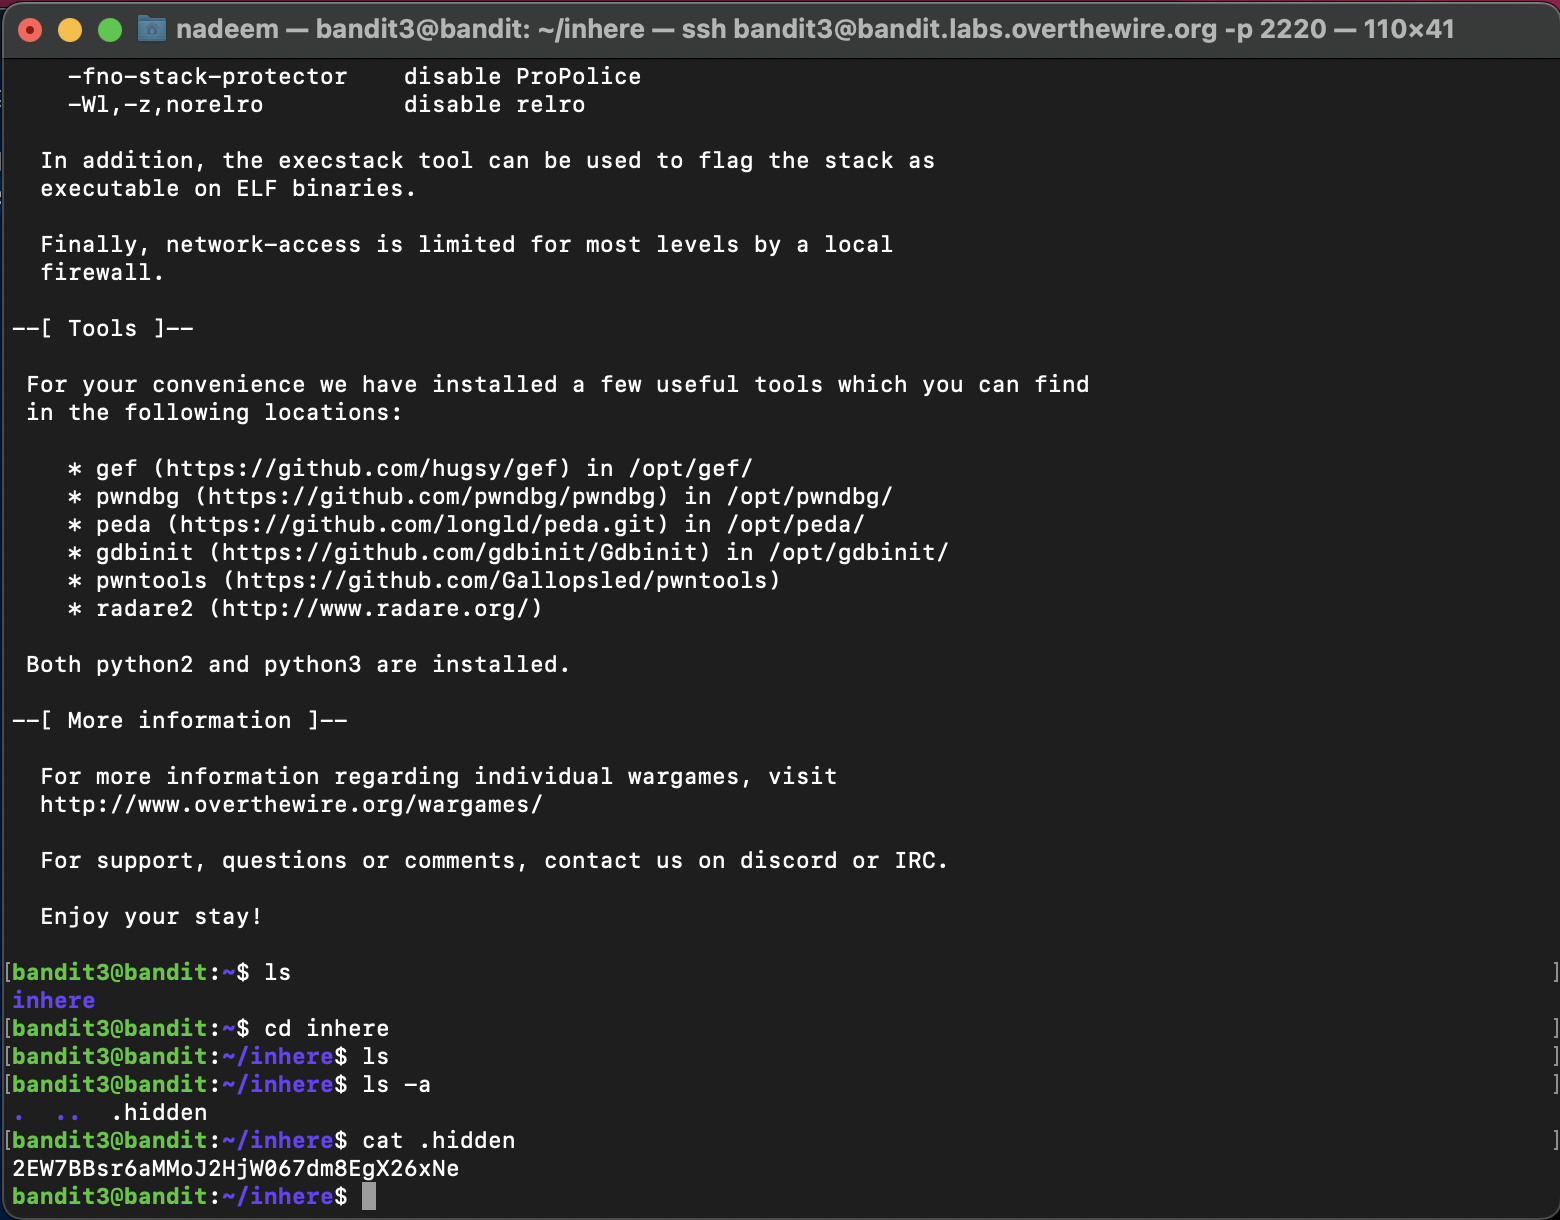 nadeem — bandit3@bandit: ~/inhere — ssh bandit3@bandit.labs.overthewire.org -p 2220 — 110×41
-fno-stack-protector    disable ProPolice
-Wl,-z,norelro          disable relro
In addition, the execstack tool can be used to flag the stack as
executable on ELF binaries.
Finally, network-access is limited for most levels by a local
firewall.
--[ Tools ]--
For your convenience we have installed a few useful tools which you can find
in the following locations:
* gef (https://github.com/hugsy/gef) in /opt/gef/
* pwndbg (https://github.com/pwndbg/pwndbg) in /opt/pwndbg/
* peda (https://github.com/longld/peda.git) in /opt/peda/
* gdbinit (https://github.com/gdbinit/Gdbinit) in /opt/gdbinit/
* pwntools (https://github.com/Gallopsled/pwntools)
* radare2 (http://www.radare.org/)
Both python2 and python3 are installed.
--[ More information ]--
For more information regarding individual wargames, visit
http://www.overthewire.org/wargames/
For support, questions or comments, contact us on discord or IRC.
Enjoy your stay!
[bandit3@bandit:~$ ls ]
inhere
[bandit3@bandit:~$ cd inhere ]
[bandit3@bandit:~/inhere$ ls ]
[bandit3@bandit:~/inhere$ ls -a ]
.  ..  .hidden
[bandit3@bandit:~/inhere$ cat .hidden ]
2EW7BBsr6aMMoJ2HjW067dm8EgX26xNe
bandit3@bandit:~/inhere$